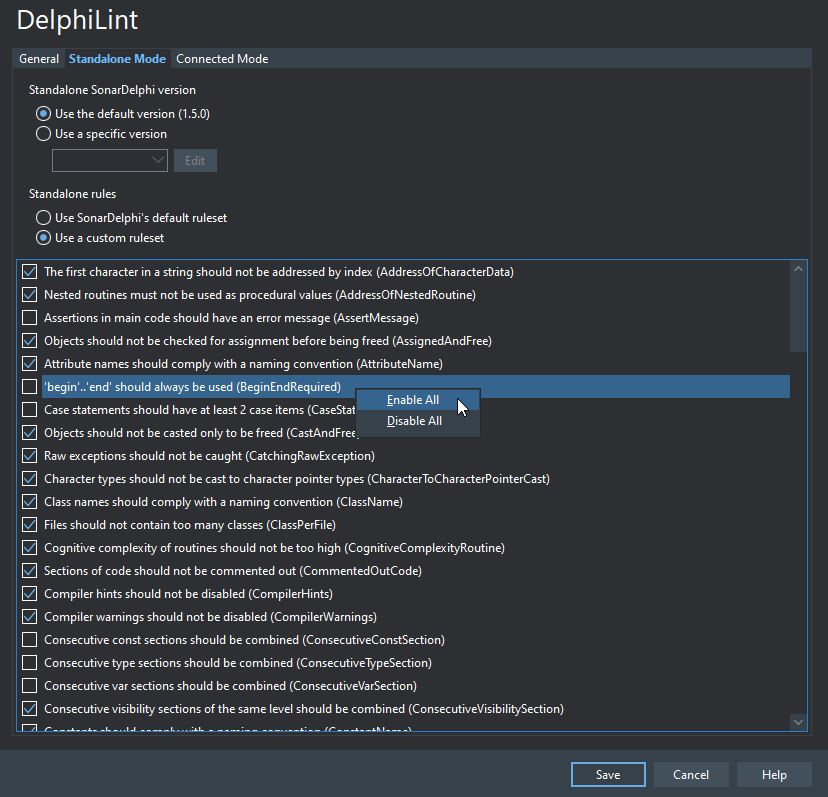 DelphiLint
General Standalone Mode Connected Mode
Standalone SonarDelphi version
Use the default version (1.5.0)
Use a specific version
Edit
Standalone rules
Use SonarDelphi's default ruleset
Use a custom ruleset
The first character in a string should not be addressed by index (AddressOfCharacterData)
Nested routines must not be used as procedural values (AddressOfNestedRoutine)
Assertions in main code should have an error message (AssertMessage)
Objects should not be checked for assignment before being freed (AssignedAndFree)
Attribute names should comply with a naming convention (AttributeName)
'begin'..'end' should always be used (BeginEndRequired)
Enable All
Case statements should have at least 2 case items (CaseStat
Disable All
Objects should not be casted only to be freed (CastAndFree
Raw exceptions should not be caught (CatchingRawException)
Character types should not be cast to character pointer types (CharacterToCharacterPointerCast)
Class names should comply with a naming convention (ClassName)
Files should not contain too many classes (ClassPerFile)
Cognitive complexity of routines should not be too high (CognitiveComplexityRoutine)
Sections of code should not be commented out (CommentedOutCode)
Compiler hints should not be disabled (CompilerHints)
Compiler warnings should not be disabled (CompilerWarnings)
Consecutive const sections should be combined (ConsecutiveConstSection)
Consecutive type sections should be combined (ConsecutiveTypeSection)
Consecutive var sections should be combined (ConsecutiveVarSection)
Consecutive visibility sections of the same level should be combined (ConsecutiveVisibilitySection)
Constants should comply with a naming convention (ConstantName)
Save Cancel Help